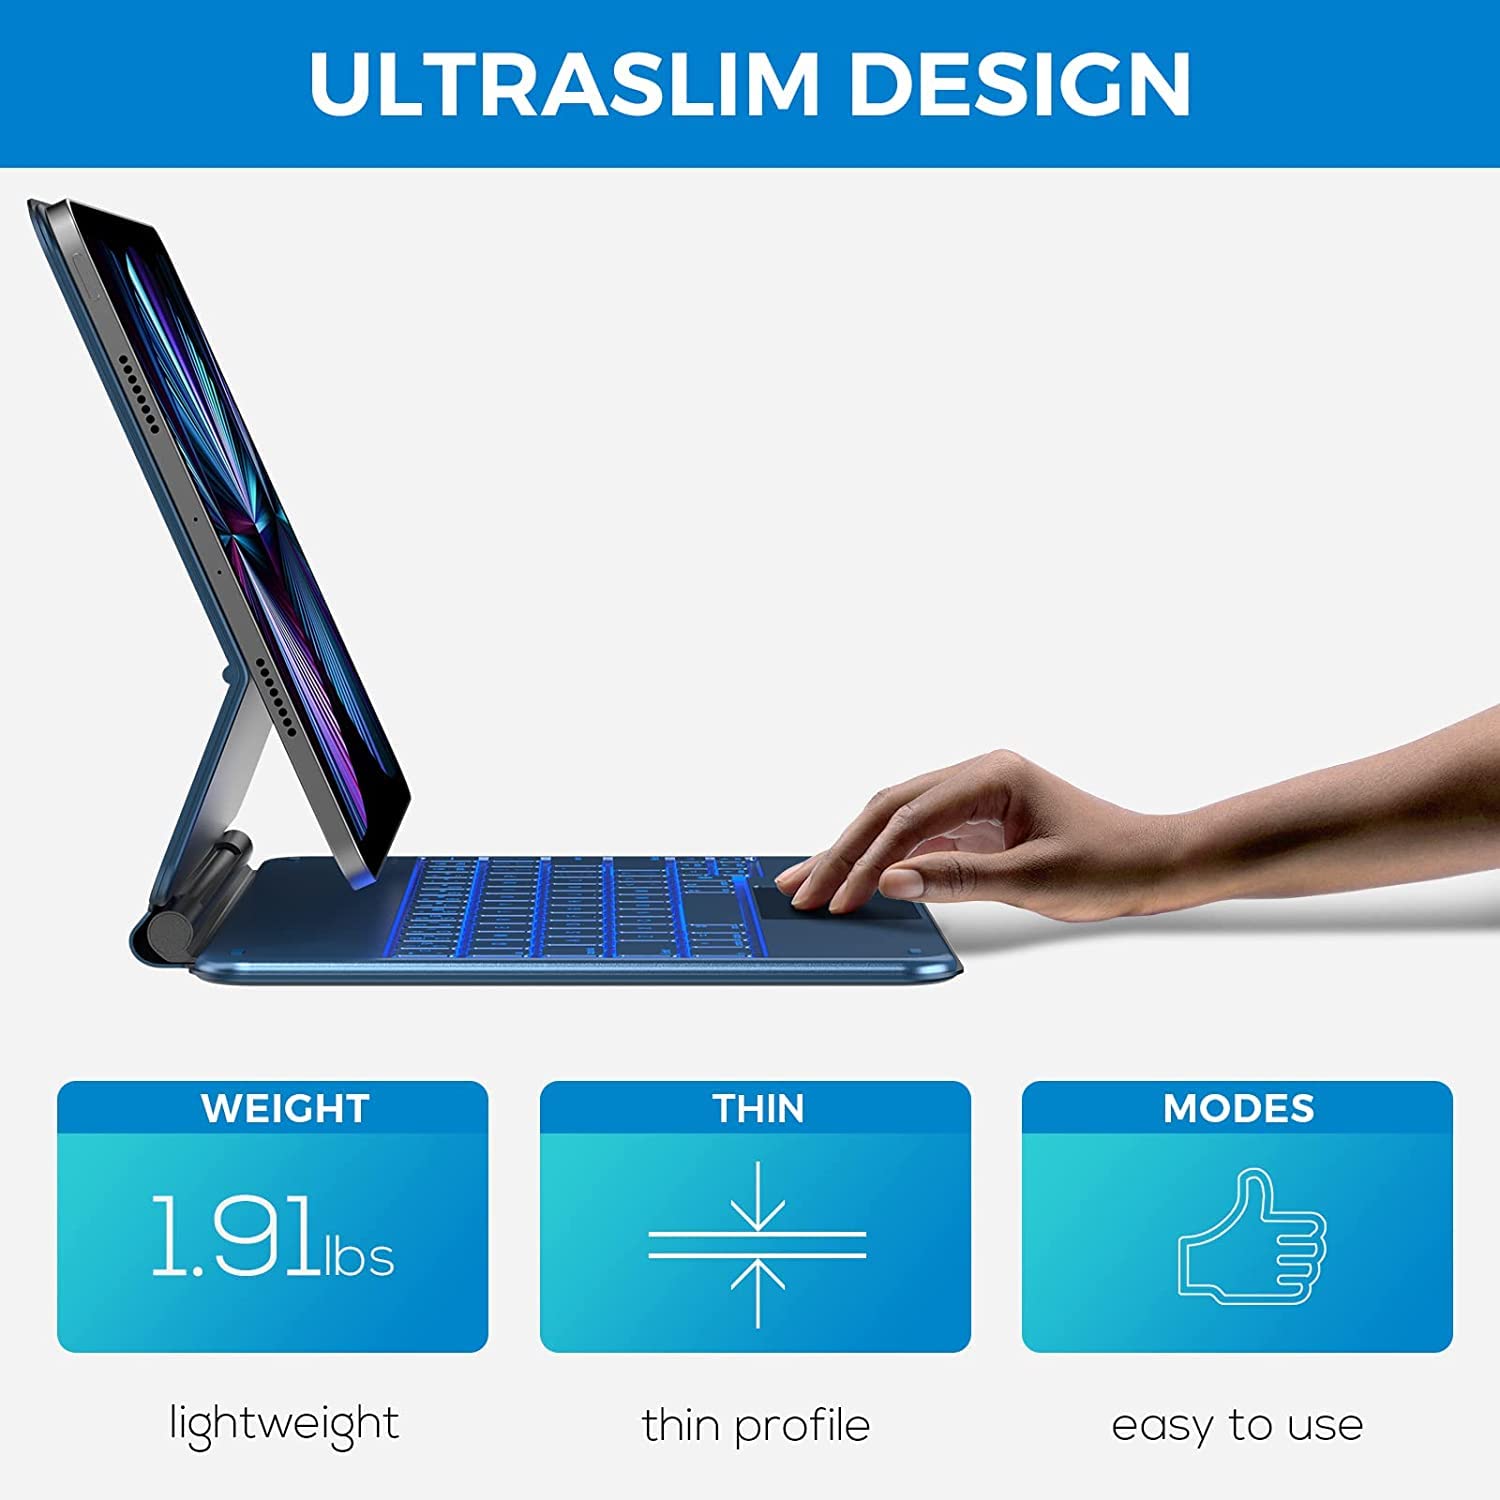 ULTRASLIM DESIGN
WEIGHT
1.91lbs
lightweight
THIN
thin profile
MODES
easy to use